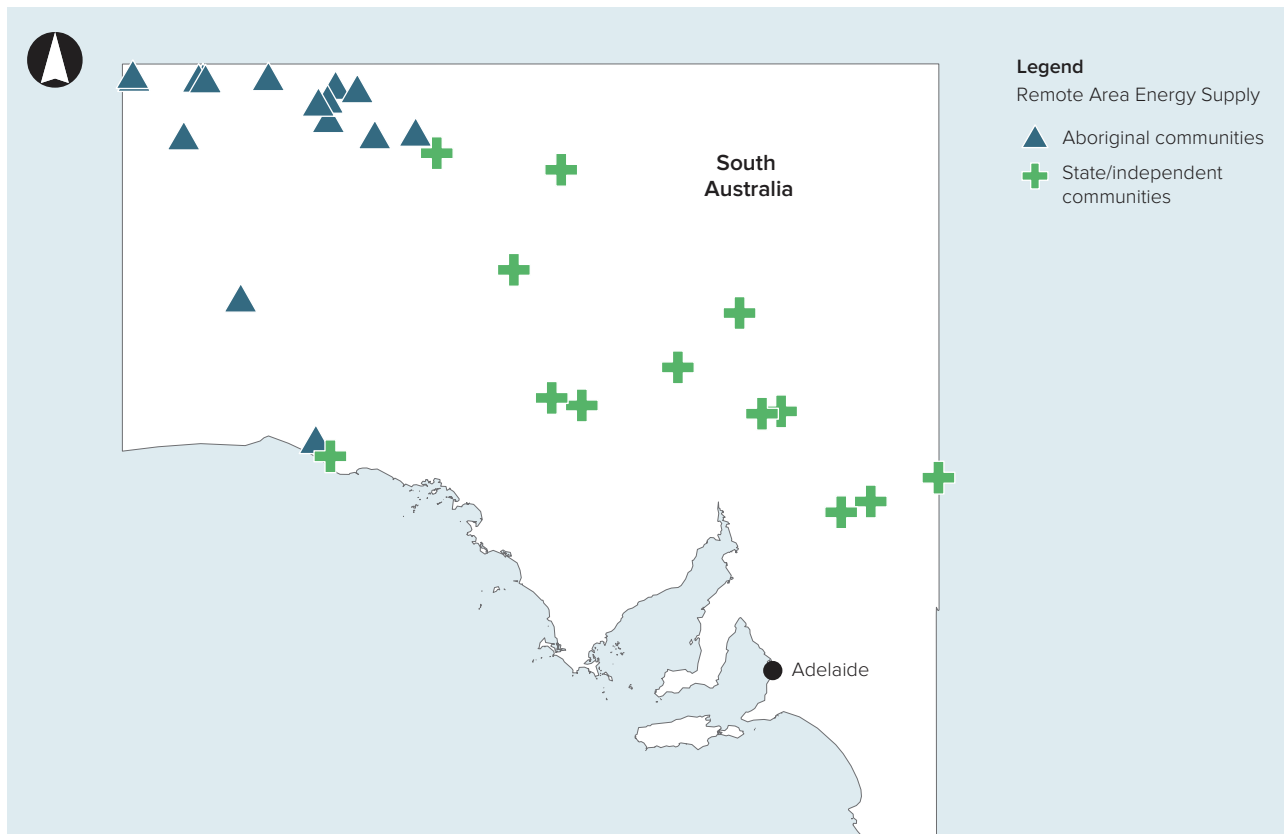 Legend
Remote Area Energy Supply
Aboriginal communities
State/independent
communities
South
Australia
Adelaide